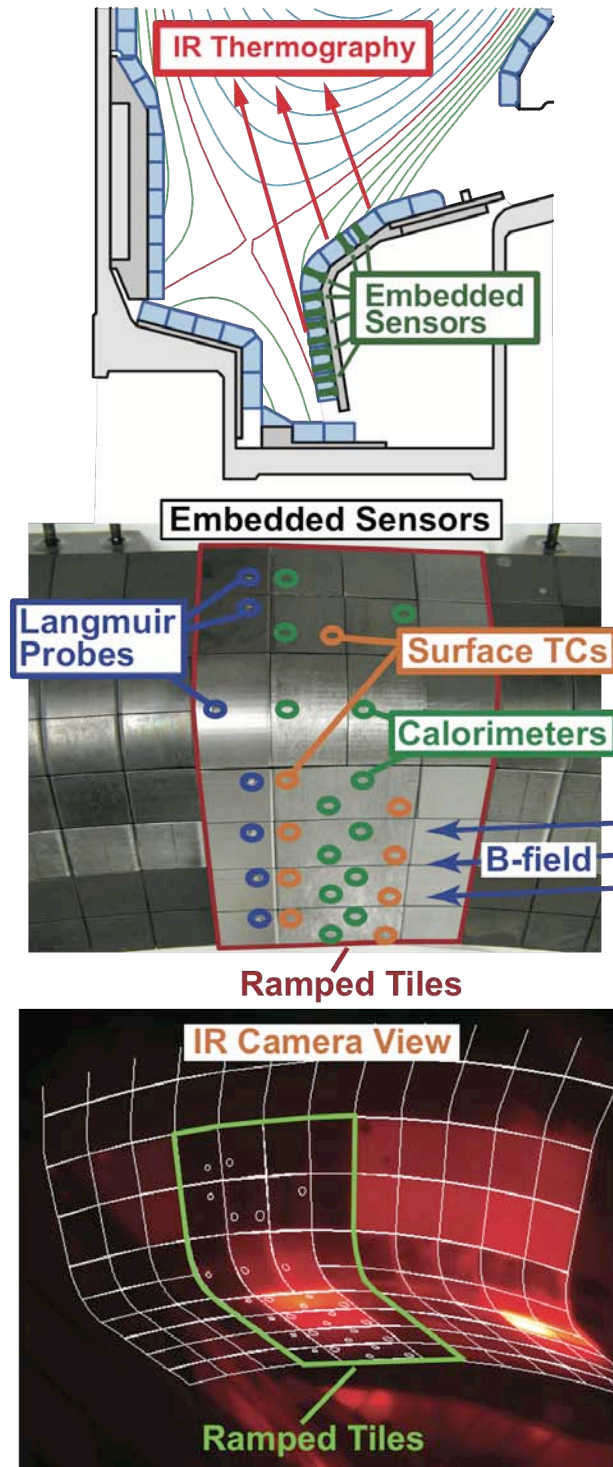 IR Thermography
Embedded
Sensors
Embedded Sensors
Langmuir
Probes
Surface TCs
Calorimeters
B-field
Ramped Tiles
IR Camera View
Ramped Tiles